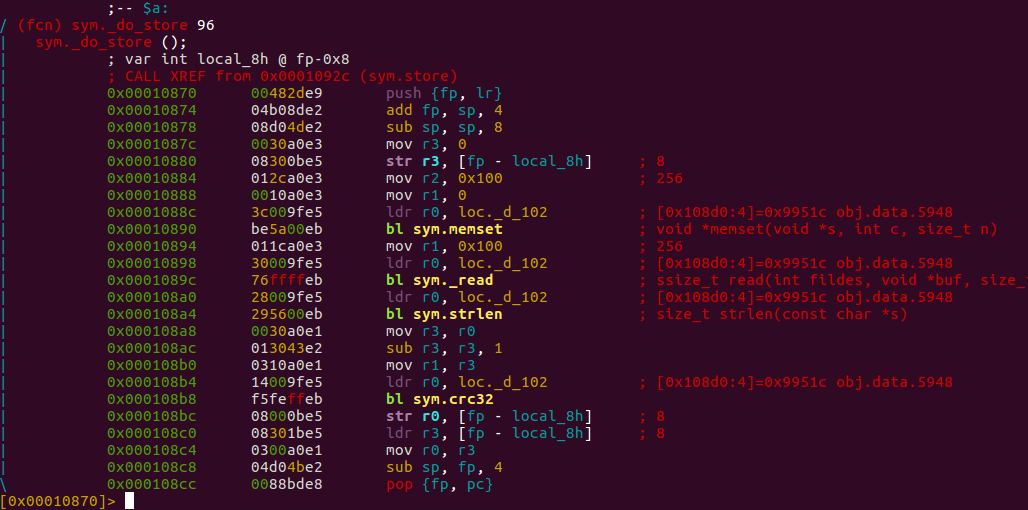 ;-- $a:
/ (fcn) sym._do_store 96
|   sym._do_store ();
|           ; var int local_8h @ fp-0x8
|           ; CALL XREF from 0x0001092c (sym.store)
|           0x00010870      00482de9       push {fp, lr}
|           0x00010874      04b08de2       add fp, sp, 4
|           0x00010878      08d04de2       sub sp, sp, 8
|           0x0001087c      0030a0e3       mov r3, 0
|           0x00010880      08300be5       str r3, [fp - local_8h]     ; 8
|           0x00010884      012ca0e3       mov r2, 0x100               ; 256
|           0x00010888      0010a0e3       mov r1, 0
|           0x0001088c      3c009fe5       ldr r0, loc._d_102          ; [0x108d0:4]=0x9951c obj.data.5948
|           0x00010890      be5a00eb       bl sym.memset               ; void *memset(void *s, int c, size_t n)
|           0x00010894      011ca0e3       mov r1, 0x100               ; 256
|           0x00010898      30009fe5       ldr r0, loc._d_102          ; [0x108d0:4]=0x9951c obj.data.5948
|           0x0001089c      76ffffeb       bl sym._read                ; ssize_t read(int fildes, void *buf, size_
|           0x000108a0      28009fe5       ldr r0, loc._d_102          ; [0x108d0:4]=0x9951c obj.data.5948
|           0x000108a4      295600eb       bl sym.strlen               ; size_t strlen(const char *s)
|           0x000108a8      0030a0e1       mov r3, r0
|           0x000108ac      013043e2       sub r3, r3, 1
|           0x000108b0      0310a0e1       mov r1, r3
|           0x000108b4      14009fe5       ldr r0, loc._d_102          ; [0x108d0:4]=0x9951c obj.data.5948
|           0x000108b8      f5feffeb       bl sym.crc32
|           0x000108bc      08000be5       str r0, [fp - local_8h]     ; 8
|           0x000108c0      08301be5       ldr r3, [fp - local_8h]     ; 8
|           0x000108c4      0300a0e1       mov r0, r3
|           0x000108c8      04d04be2       sub sp, fp, 4
\           0x000108cc      0088bde8       pop {fp, pc}
[0x00010870]>